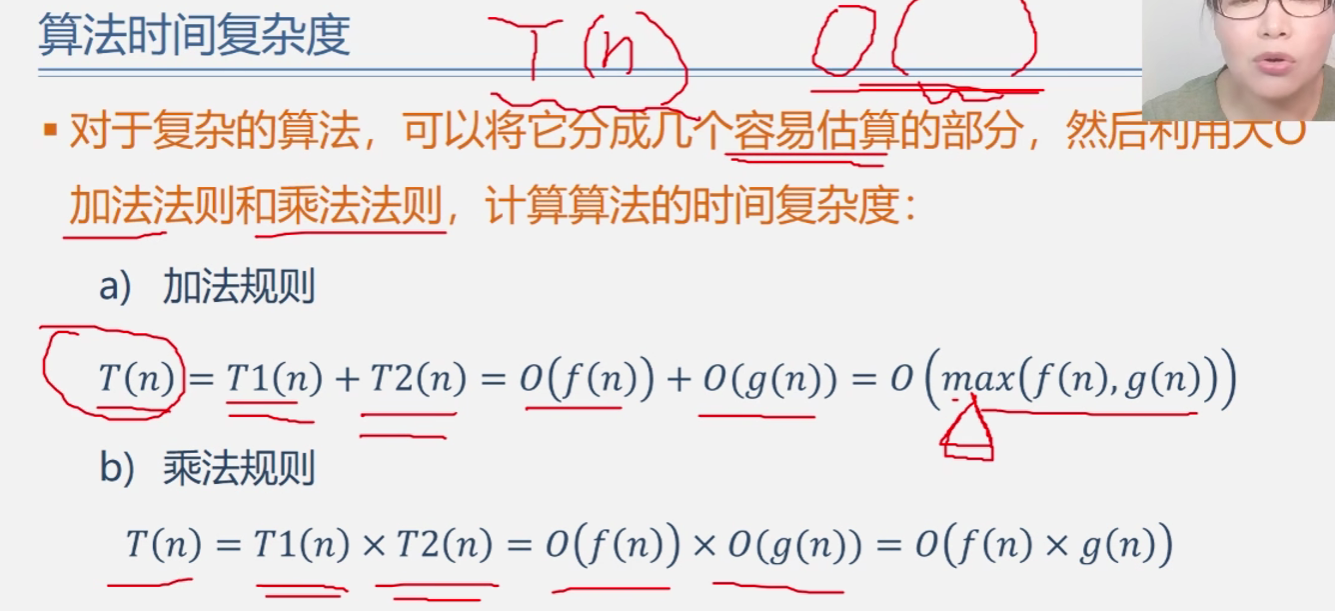 算法时间复杂度
T(n) O( )
▪ 对于复杂的算法，可以将它分成几个容易估算的部分，然后利用大O
加法法则和乘法法则，计算算法的时间复杂度：
a) 加法规则
T(n) = T1(n) + T2(n) = O(f(n)) + O(g(n)) = O(max(f(n), g(n)))
b) 乘法规则
T(n) = T1(n) × T2(n) = O(f(n)) × O(g(n)) = O(f(n) × g(n))